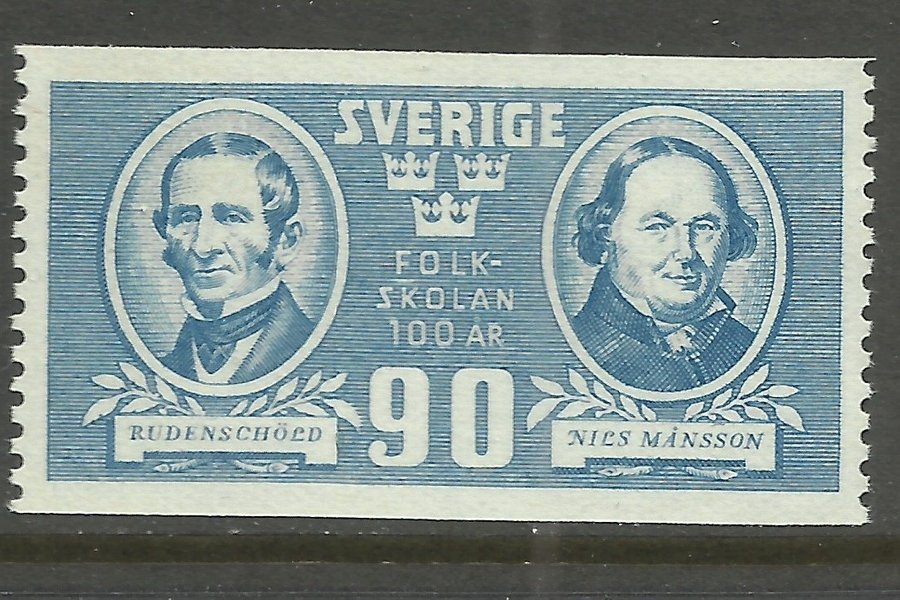 SVERIGE
FOLK-
SKOLAN
100 ÅR
90
RUDENSCHÖLD
NILS MÅNSSON